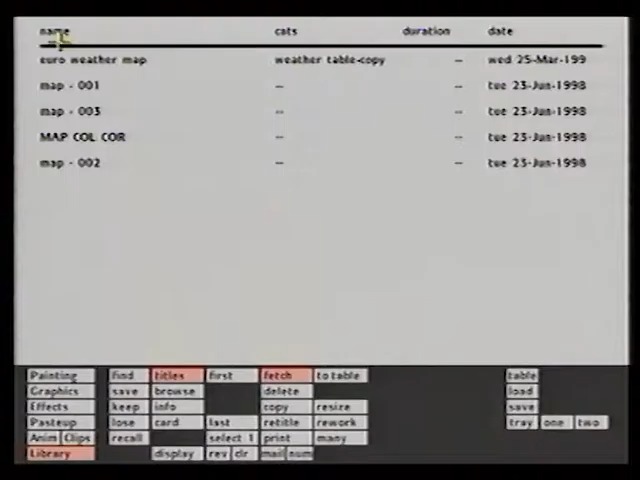 name cats duration date
euro weather map weather table-copy -- wed 25-Mar-199
map - 001 -- -- tue 23-Jun-1998
map - 003 -- -- tue 23-Jun-1998
MAP COL COR -- -- tue 23-Jun-1998
map - 002 -- -- tue 23-Jun-1998
Painting find titles first fetch to table table
Graphics save browse delete load
Effects keep info copy resize save
Pasteup lose card last retitle rework tray one two
Anim Clips recall select 1 print many
Library display rev clr mail num